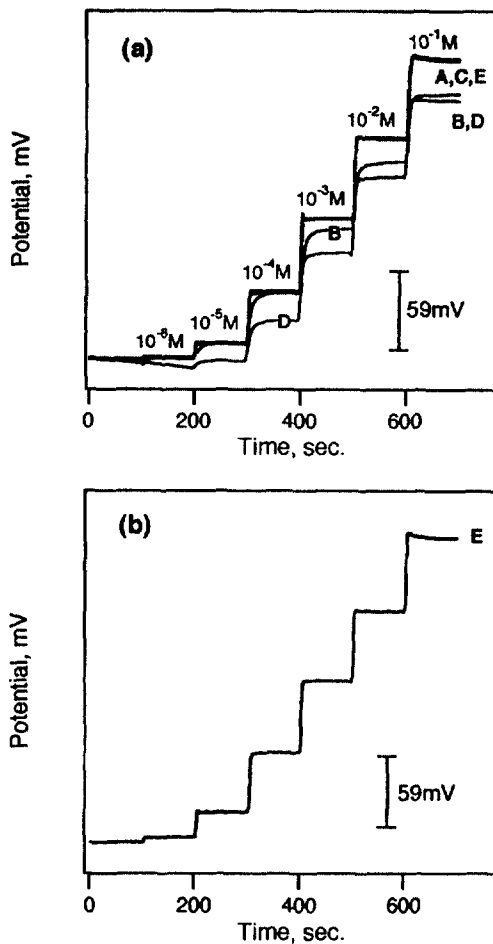 (a)
Potential, mV
10⁻⁶M
10⁻⁵M
10⁻⁴M
10⁻³M
10⁻²M
10⁻¹M
A,C,E
B,D
B
D
59mV
0 200 400 600
Time, sec.
(b)
Potential, mV
E
59mV
0 200 400 600
Time, sec.